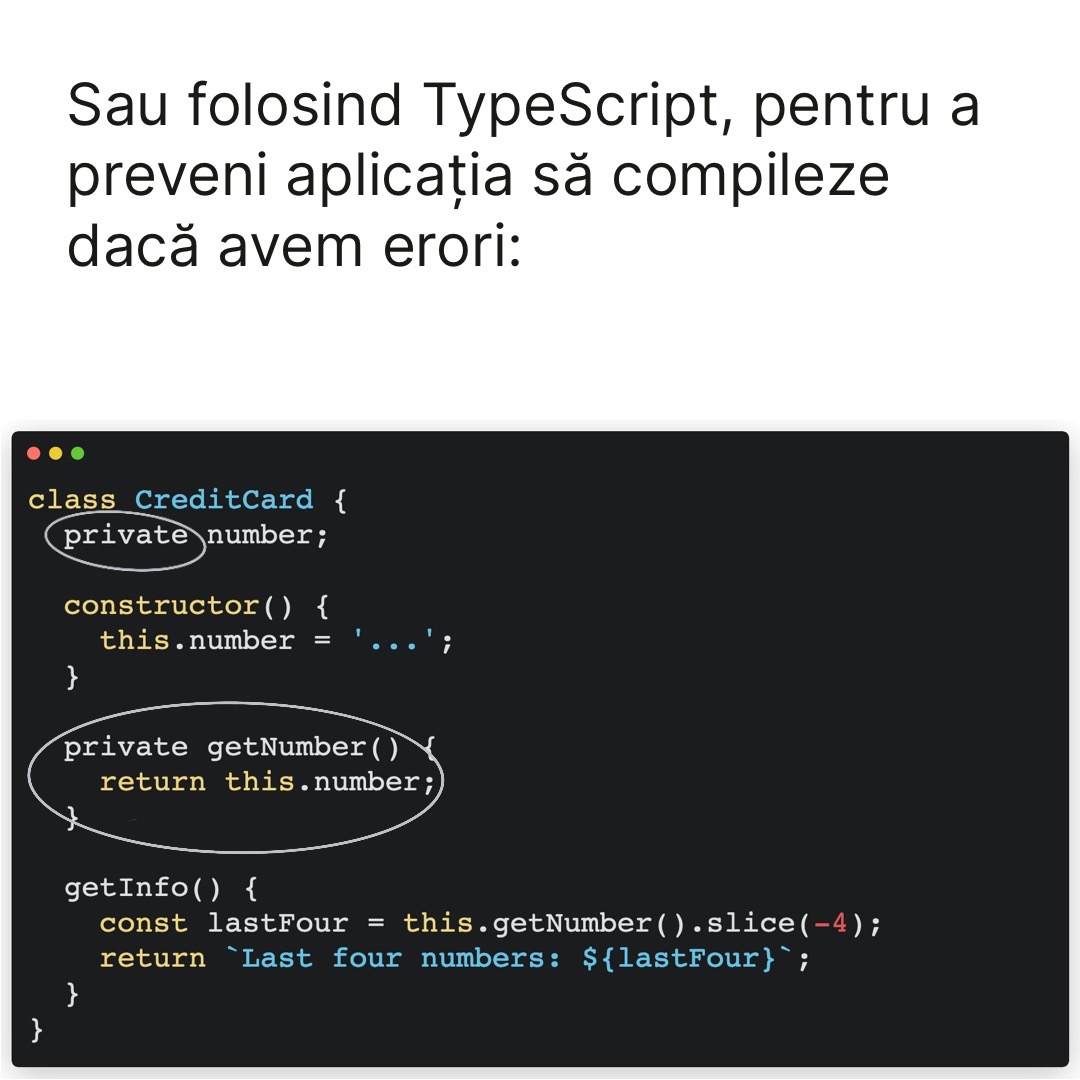 Sau folosind TypeScript, pentru a
preveni aplicația să compileze
dacă avem erori:
class CreditCard {
  private number;
  constructor() {
    this.number = '...';
  }
  private getNumber() {
    return this.number;
  }
  getInfo() {
    const lastFour = this.getNumber().slice(-4);
    return `Last four numbers: ${lastFour}`;
  }
}